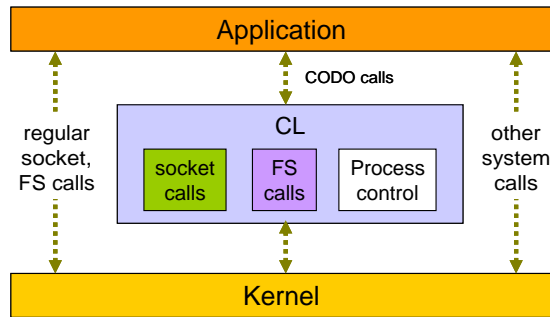 Application
CODO calls
regular
socket,
FS calls
CL
socket
calls
FS
calls
Process
control
other
system
calls
Kernel